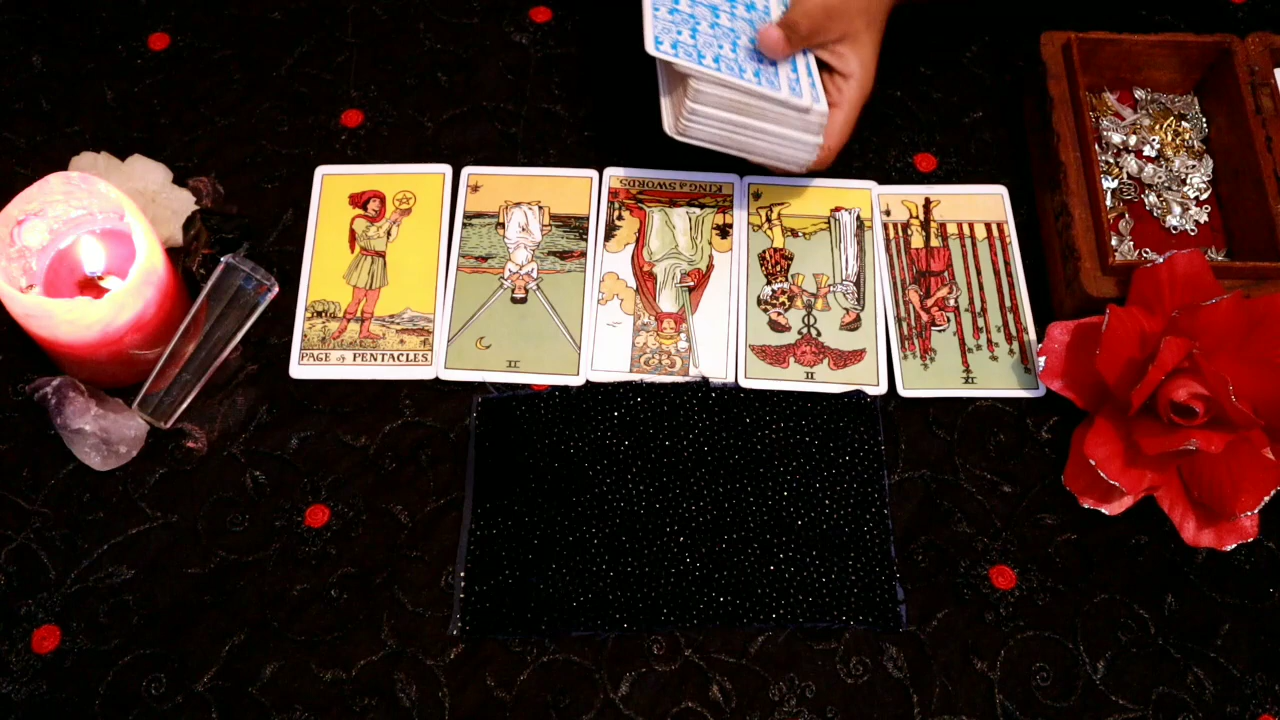 PAGE of PENTACLES.
II
KING of SWORDS.
II
IX